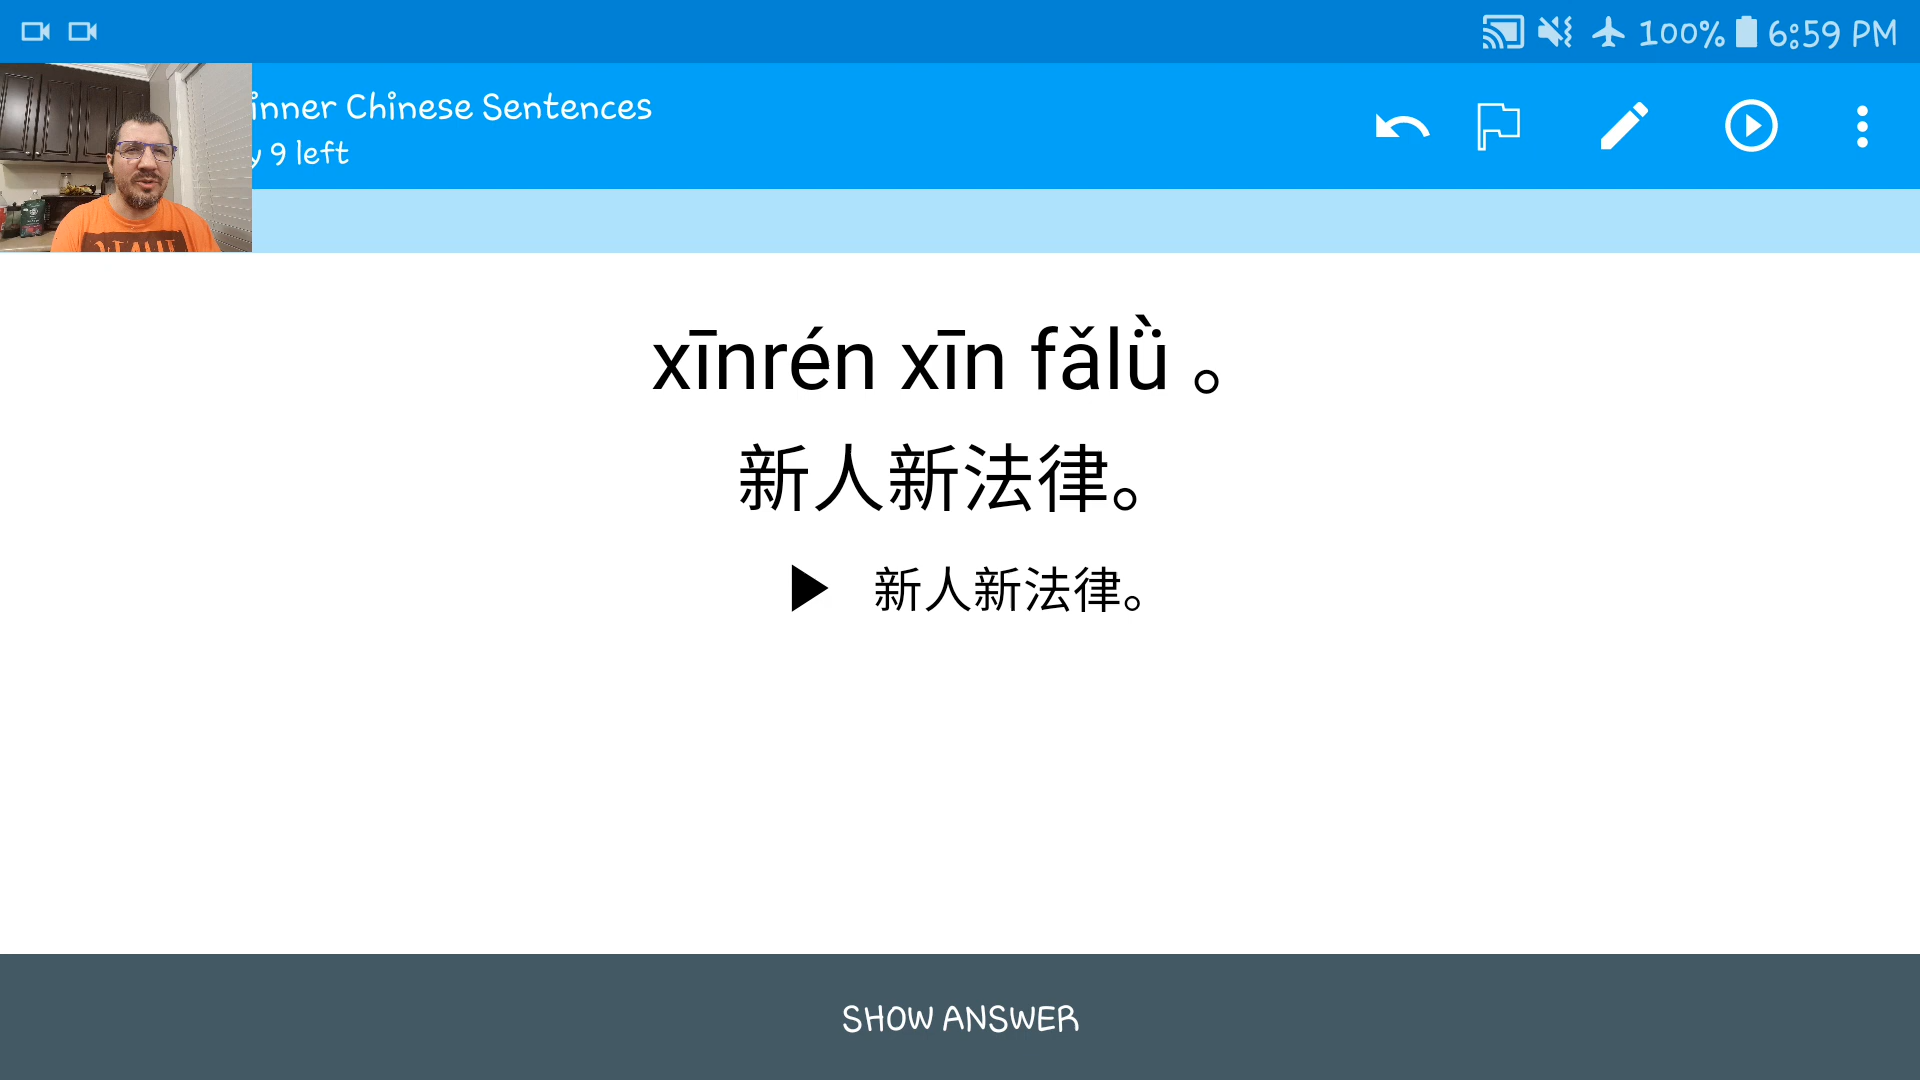 100% 6:59 PM
inner Chinese Sentences
y 9 left
xīnrén xīn fǎlǜ 。
新人新法律。
新人新法律。
SHOW ANSWER